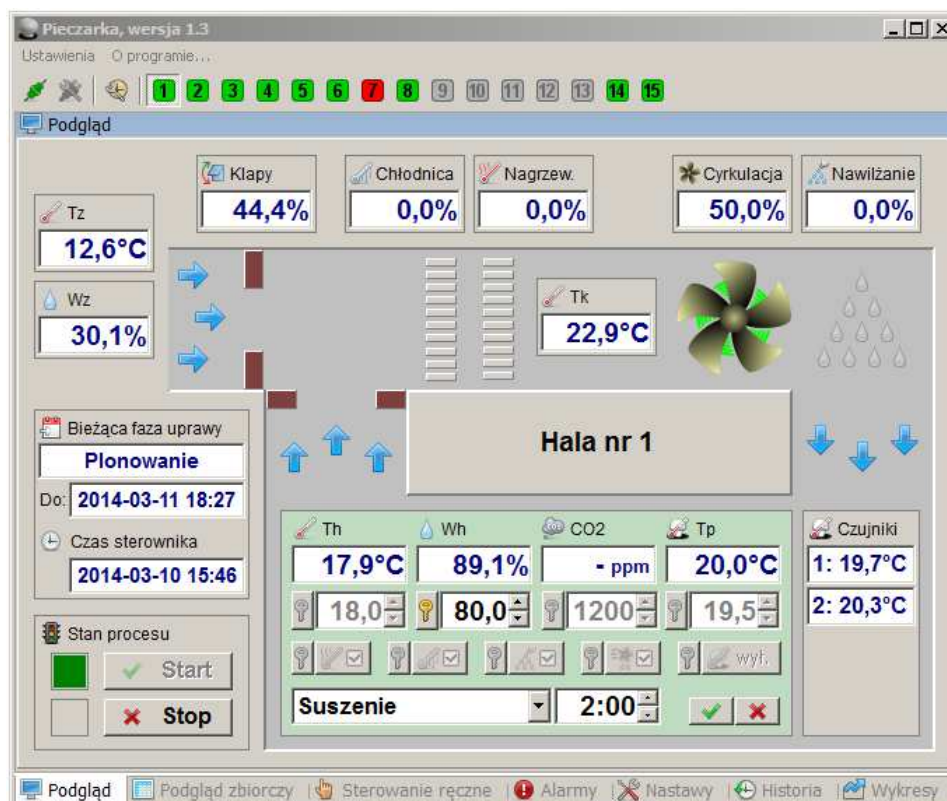 Pieczarka, wersja 1.3
Ustawienia O programie...
1 2 3 4 5 6 7 8 9 10 11 12 13 14 15
Podgląd
Klapy Chłodnica Nagrzew. Cyrkulacja Nawilżanie
44,4% 0,0% 0,0% 50,0% 0,0%
Tz
12,6°C
Wz
30,1%
Tk
22,9°C
Bieżąca faza uprawy
Plonowanie
Do: 2014-03-11 18:27
Czas sterownika
2014-03-10 15:46
Hala nr 1
Th Wh CO2 Tp
17,9°C 89,1% - ppm 20,0°C
18,0 80,0 1200 19,5
wył.
Suszenie 2:00
Czujniki
1: 19,7°C
2: 20,3°C
Stan procesu
Start
Stop
Podgląd Podgląd zbiorczy Sterowanie ręczne Alarmy Nastawy Historia Wykresy